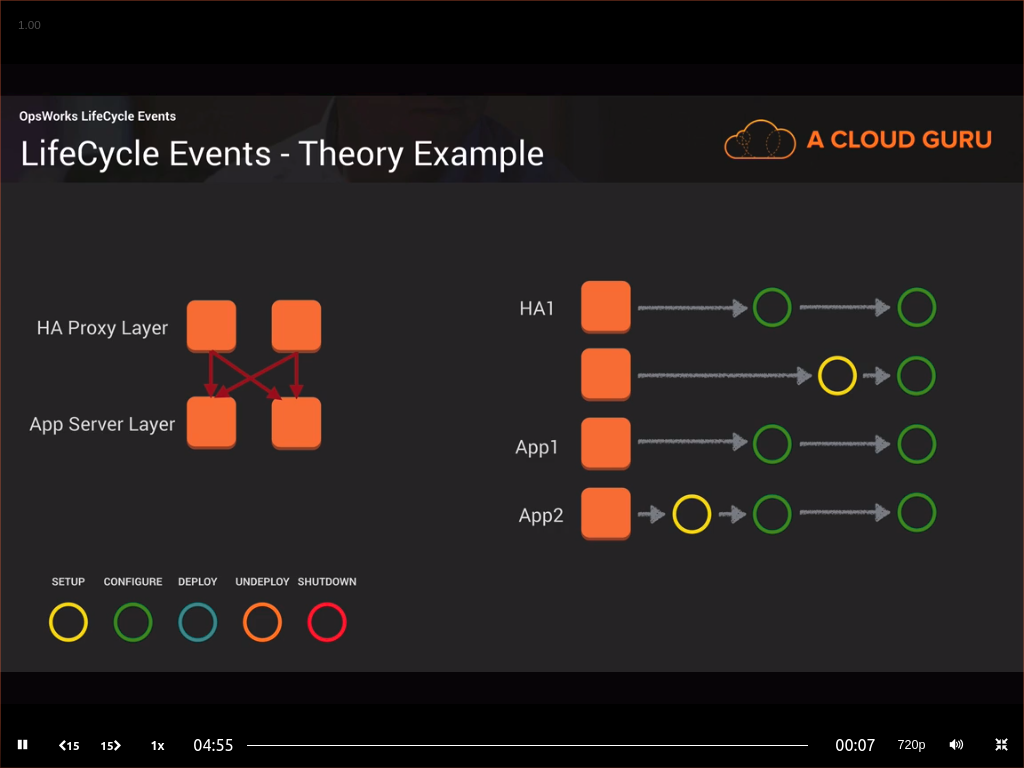 1.00
OpsWorks LifeCycle Events
LifeCycle Events - Theory Example
A CLOUD GURU
HA Proxy Layer
App Server Layer
HA1
App1
App2
SETUP CONFIGURE DEPLOY UNDEPLOY SHUTDOWN
15 15 1x 04:55 00:07 720p